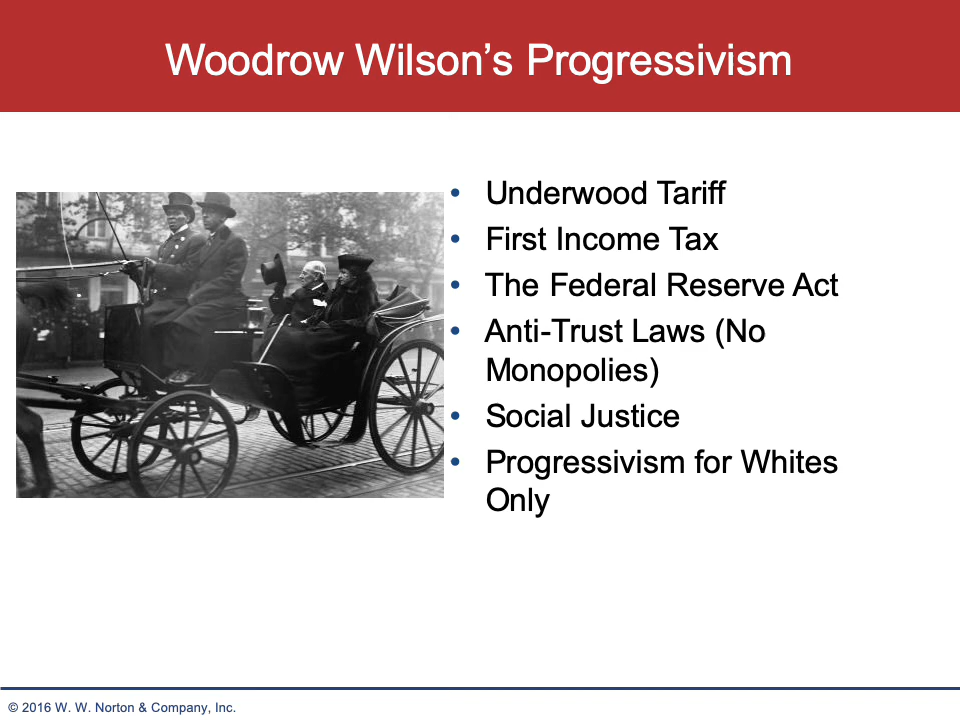 Woodrow Wilson’s Progressivism
• Underwood Tariff
• First Income Tax
• The Federal Reserve Act
• Anti-Trust Laws (No
Monopolies)
• Social Justice
• Progressivism for Whites
Only
© 2016 W. W. Norton & Company, Inc.